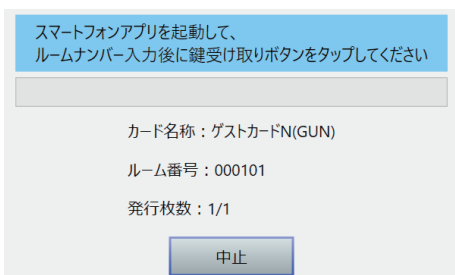 スマートフォンアプリを起動して、
ルームナンバー入力後に鍵受け取りボタンをタップしてください
カード名称：ゲストカードN(GUN)
ルーム番号：000101
発行枚数：1/1
中止